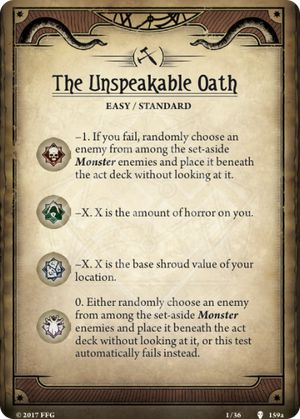 The Unspeakable Oath
EASY / STANDARD
–1. If you fail, randomly choose an
enemy from among the set-aside
Monster enemies and place it beneath
the act deck without looking at it.
–X. X is the amount of horror on you.
–X. X is the base shroud value of your
location.
0. Either randomly choose an enemy
from among the set-aside Monster
enemies and place it beneath the act
deck without looking at it, or this test
automatically fails instead.
© 2017 FFG
1/36
159a